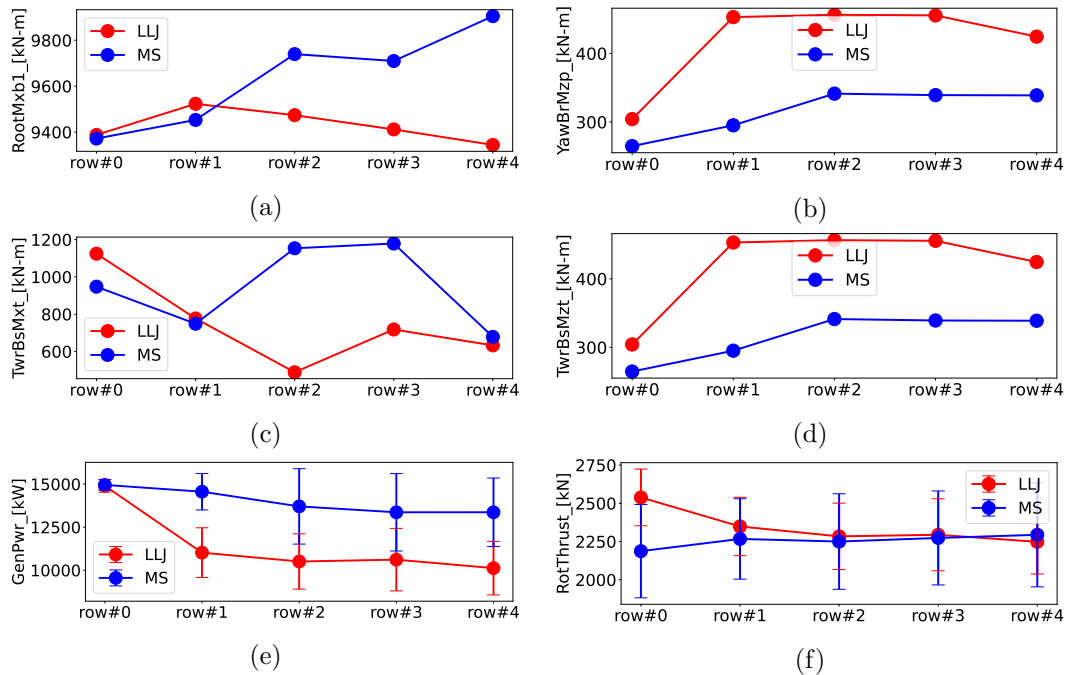 RootMxb1_[kN-m]
9800
9600
9400
LLJ
MS
row#0 row#1 row#2 row#3 row#4
(a)
YawBrMzp_[kN-m]
400
300
LLJ
MS
row#0 row#1 row#2 row#3 row#4
(b)
TwrBsMxt_[kN-m]
1200
1000
800
600
LLJ
MS
row#0 row#1 row#2 row#3 row#4
(c)
TwrBsMzt_[kN-m]
400
300
LLJ
MS
row#0 row#1 row#2 row#3 row#4
(d)
GenPwr_[kW]
15000
12500
10000
LLJ
MS
row#0 row#1 row#2 row#3 row#4
(e)
RotThrust_[kN]
2750
2500
2250
2000
LLJ
MS
row#0 row#1 row#2 row#3 row#4
(f)